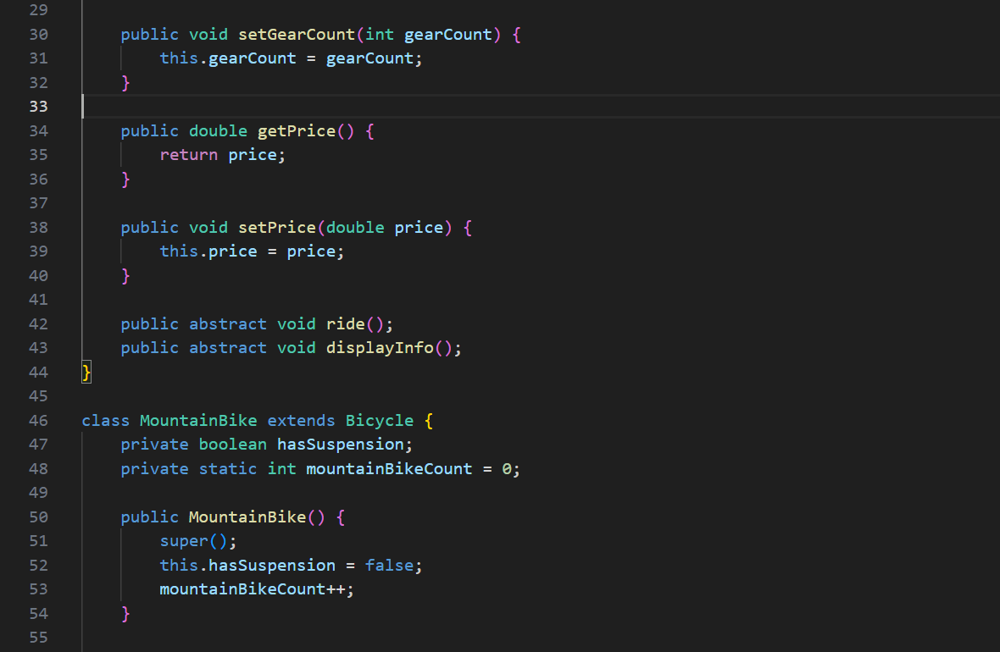 29
30 public void setGearCount(int gearCount) {
31 this.gearCount = gearCount;
32 }
33
34 public double getPrice() {
35 return price;
36 }
37
38 public void setPrice(double price) {
39 this.price = price;
40 }
41
42 public abstract void ride();
43 public abstract void displayInfo();
44 }
45
46 class MountainBike extends Bicycle {
47 private boolean hasSuspension;
48 private static int mountainBikeCount = 0;
49
50 public MountainBike() {
51 super();
52 this.hasSuspension = false;
53 mountainBikeCount++;
54 }
55